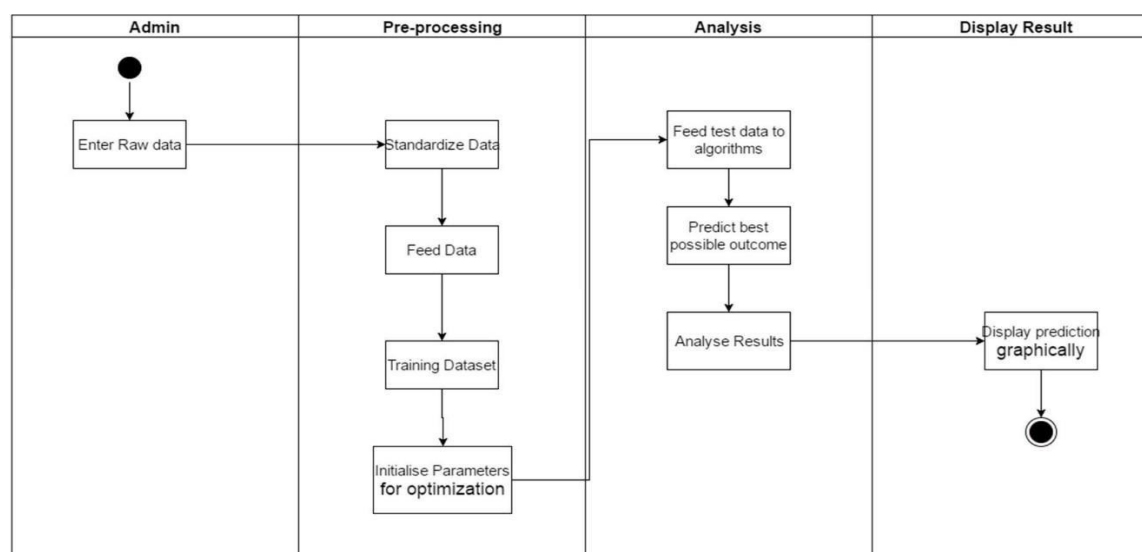 Admin
Pre-processing
Analysis
Display Result
Enter Raw data
Standardize Data
Feed Data
Training Dataset
Initialise Parameters
for optimization
Feed test data to
algorithms
Predict best
possible outcome
Analyse Results
Display prediction
graphically